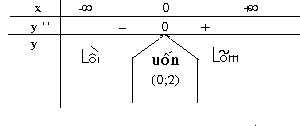 x -∞ 0 +∞
y'' − 0 +
y Lồi uốn Lõm
(0;2)